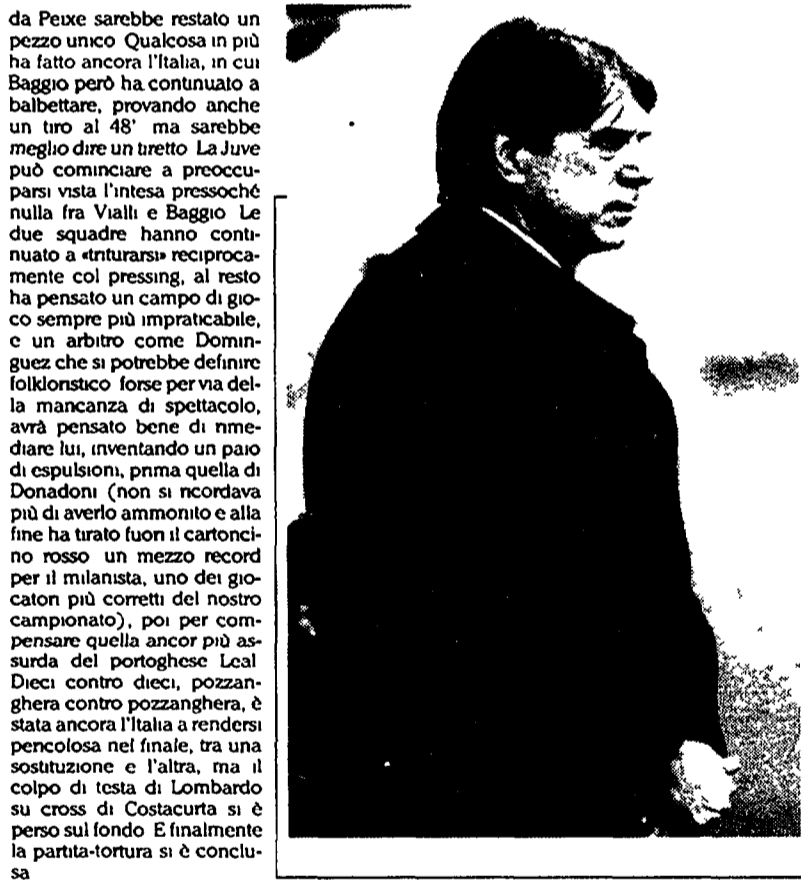 da Peixe sarebbe restato un
pezzo unico Qualcosa in più
ha fatto ancora l'Italia, in cui
Baggio però ha continuato a
balbettare, provando anche
un tiro al 48' ma sarebbe
meglio dire un tiretto La Juve
può cominciare a preoccu-
parsi vista l'intesa pressoché
nulla fra Vialli e Baggio Le
due squadre hanno conti-
nuato a «triturarsi» reciproca-
mente col pressing, al resto
ha pensato un campo di gio-
co sempre più impraticabile,
e un arbitro come Domin-
guez che si potrebbe definire
folkloristico forse per via del-
la mancanza di spettacolo,
avrà pensato bene di rime-
diare lui, inventando un paio
di espulsioni, prima quella di
Donadoni (non si ricordava
più di averlo ammonito e alla
fine ha tirato fuori il cartonci-
no rosso un mezzo record
per il milanista, uno dei gio-
catori più corretti del nostro
campionato), poi per com-
pensare quella ancor più as-
surda del portoghese Leal
Dieci contro dieci, pozzan-
ghera contro pozzanghera, è
stata ancora l'Italia a rendersi
pericolosa nel finale, tra una
sostituzione e l'altra, ma il
colpo di testa di Lombardo
su cross di Costacurta si è
perso sul fondo E finalmente
la partita-tortura si è conclu-
sa